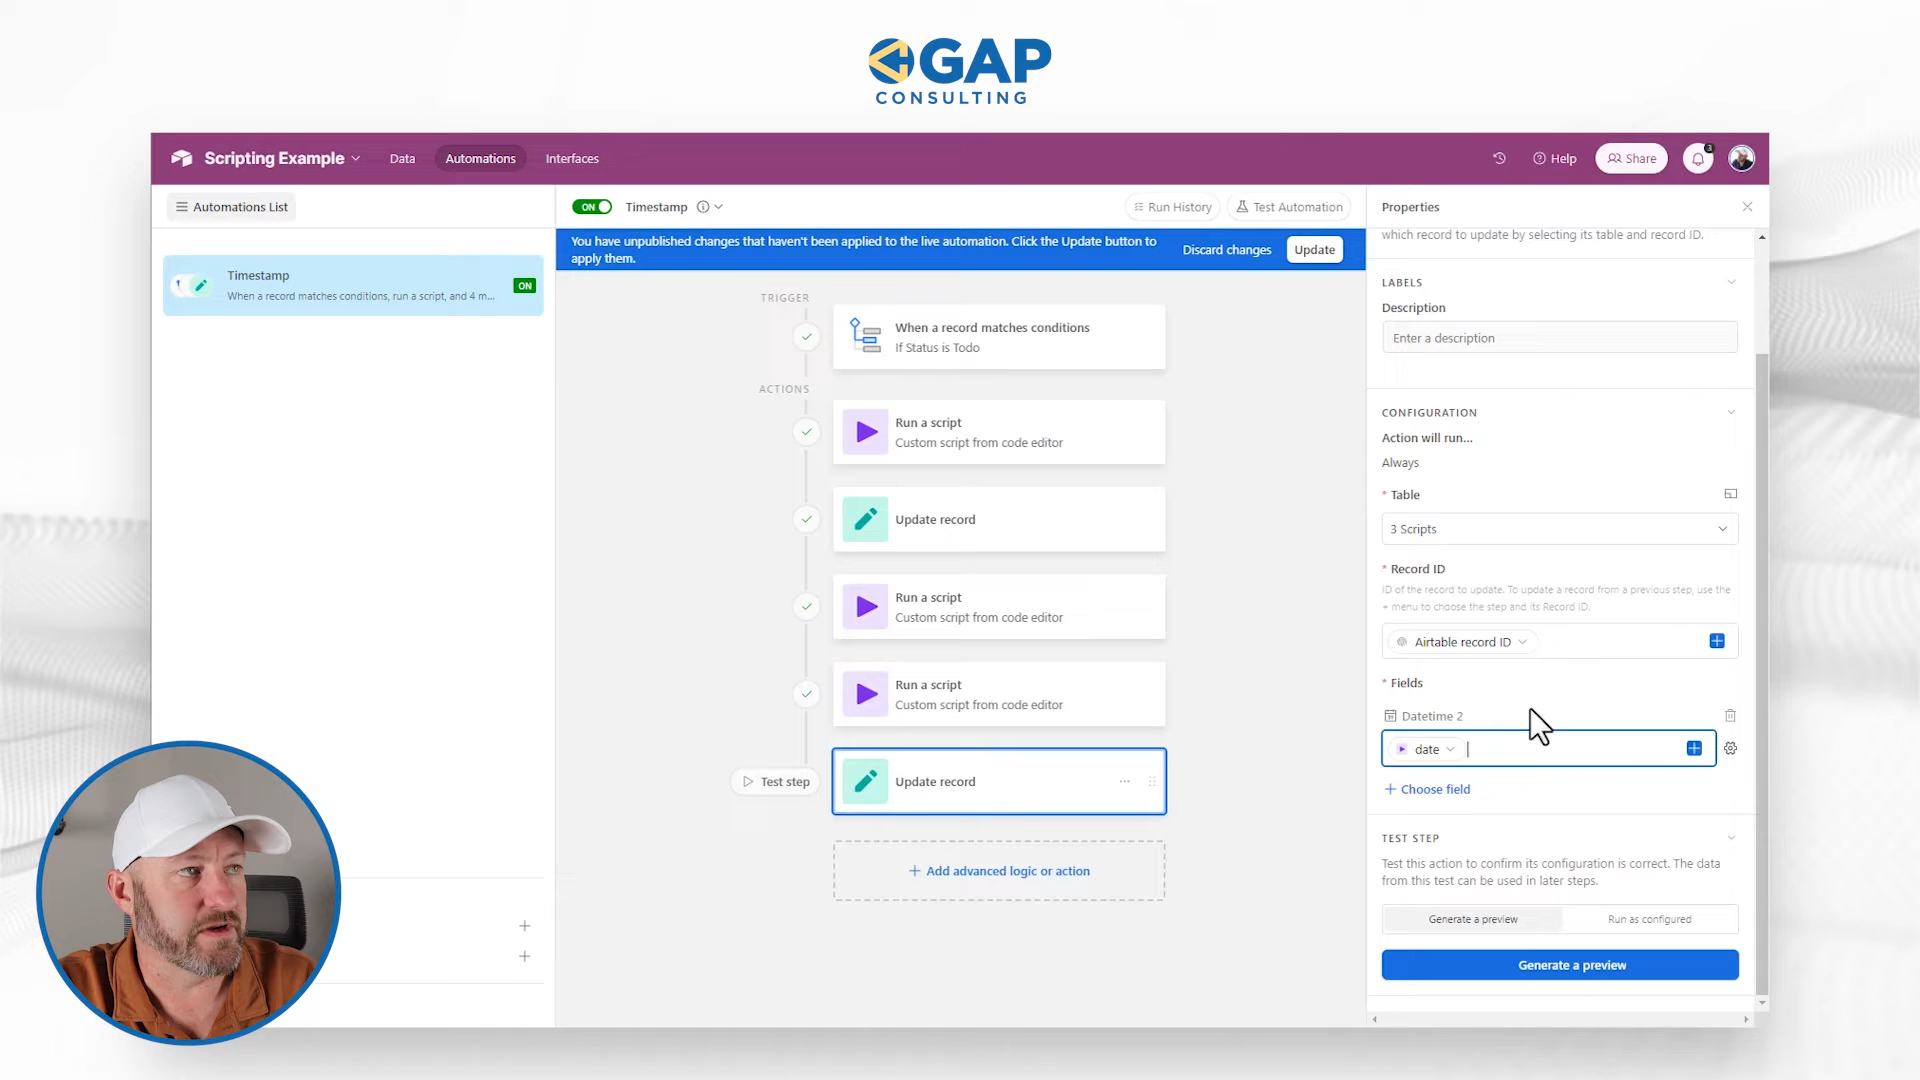 GAP
CONSULTING
Scripting Example
Data
Automations
Interfaces
Help
Share
3
Automations List
ON
Timestamp
Run History
Test Automation
Properties
You have unpublished changes that haven't been applied to the live automation. Click the Update button to
apply them.
Discard changes
Update
which record to update by selecting its table and record ID.
Timestamp
When a record matches conditions, run a script, and 4 m...
ON
TRIGGER
When a record matches conditions
If Status is Todo
ACTIONS
Run a script
Custom script from code editor
Update record
Run a script
Custom script from code editor
Run a script
Custom script from code editor
Test step
Update record
Add advanced logic or action
LABELS
Description
Enter a description
CONFIGURATION
Action will run...
Always
* Table
3 Scripts
* Record ID
ID of the record to update. To update a record from a previous step, use the
+ menu to choose the step and its Record ID.
Airtable record ID
* Fields
Datetime 2
date
+ Choose field
TEST STEP
Test this action to confirm its configuration is correct. The data
from this test can be used in later steps.
Generate a preview
Run as configured
Generate a preview